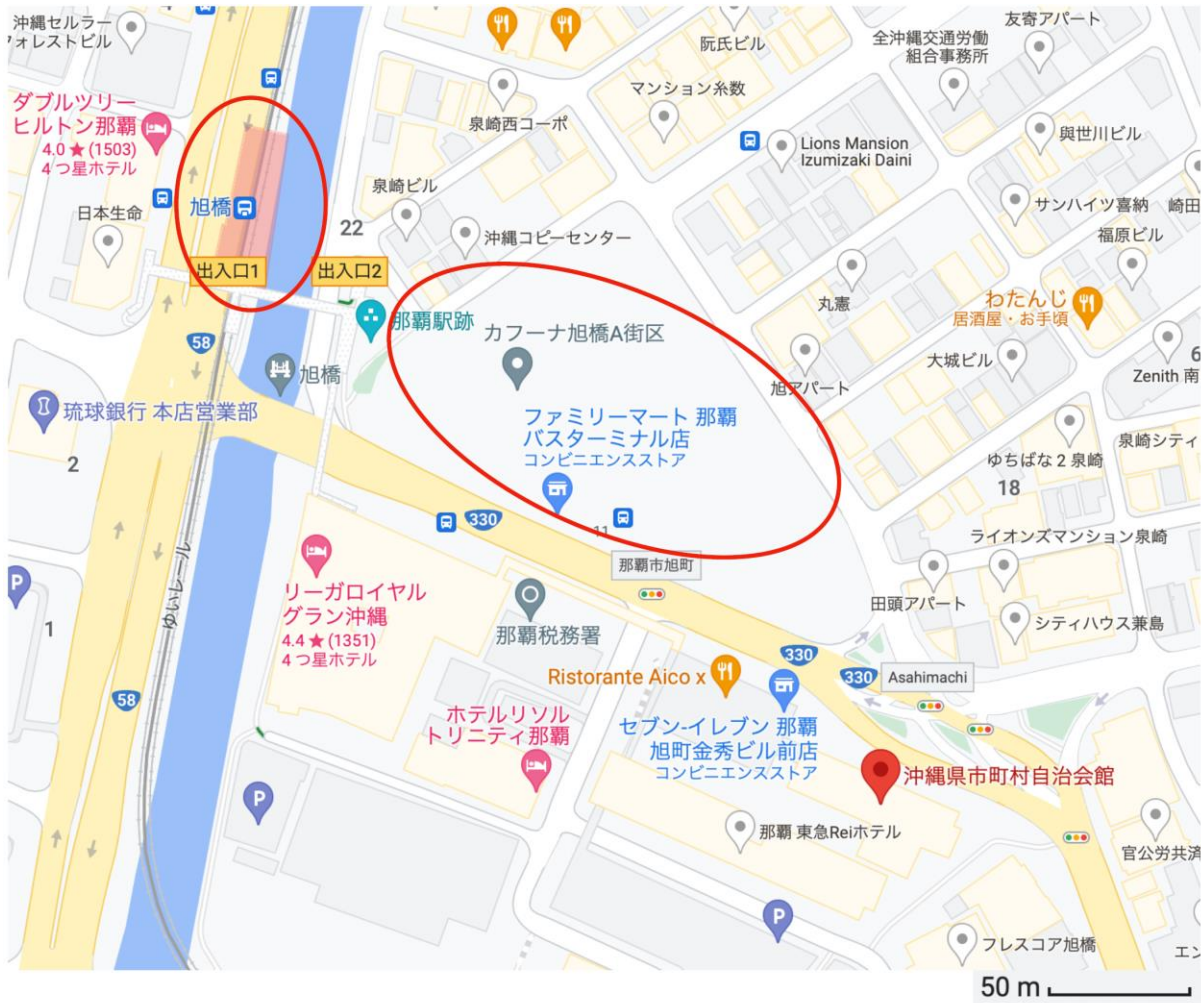 沖縄セルラー
フォレストビル
4
友寄アパート
阮氏ビル
全沖縄交通労働
組合事務所
マンション糸数
ダブルツリー
ヒルトン那覇
4.0 ★ (1503)
4 つ星ホテル
泉崎西コーポ
Lions Mansion
Izumizaki Daini
與世川ビル
泉崎ビル
旭橋
日本生命
22
沖縄コピーセンター
サンハイツ喜納
崎田
福原ビル
出入口1
出入口2
丸憲
わたんじ
居酒屋・お手頃
那覇駅跡
カフーナ旭橋A街区
58
旭橋
旭アパート
大城ビル
6
Zenith 南
琉球銀行 本店営業部
ファミリーマート 那覇
バスターミナル店
コンビニエンスストア
泉崎シティ
ゆちばな 2 泉崎
2
18
330
11
ライオンズマンション泉崎
那覇市旭町
P
ゆいレール
リーガロイヤル
グラン沖縄
4.4 ★ (1351)
4 つ星ホテル
那覇税務署
田頭アパート
シティハウス兼島
1
330
Ristorante Aico x
330
Asahimachi
58
ホテルリソル
トリニティ那覇
セブン-イレブン 那覇
旭町金秀ビル前店
コンビニエンスストア
沖縄県市町村自治会館
P
那覇 東急Reiホテル
官公労共済
P
フレスコア旭橋
エン
50 m